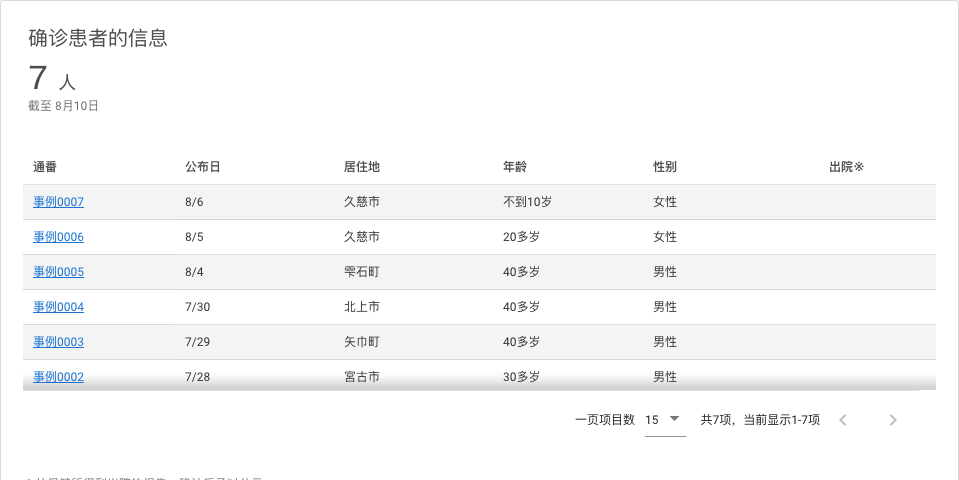 确诊患者的信息
7 人
截至 8月10日
通番 公布日 居住地 年龄 性别 出院※
事例0007 8/6 久慈市 不到10岁 女性
事例0006 8/5 久慈市 20多岁 女性
事例0005 8/4 雫石町 40多岁 男性
事例0004 7/30 北上市 40多岁 男性
事例0003 7/29 矢巾町 40多岁 男性
事例0002 7/28 宮古市 30多岁 男性
一页项目数 15 共7项，当前显示1-7项